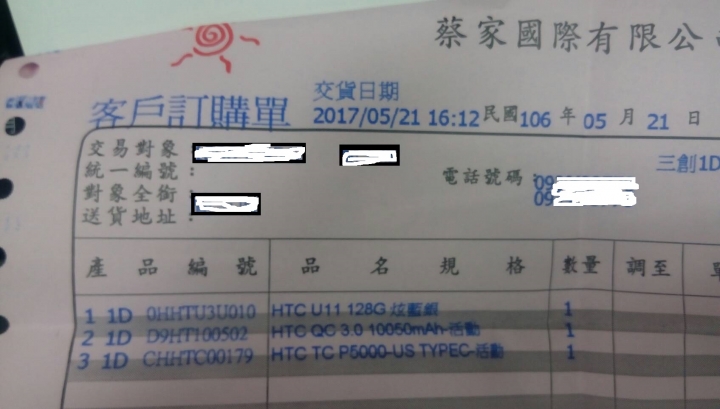 蔡家國際有限公
客戶訂購單
交貨日期
2017/05/21 16:12 民國 106 年 05 月 21 日
交易對象
統一編號：
對象全銜：
送貨地址：
電話號碼：09
09
三創1D
產品編號 品名規格 數量 調至
1 1D 0HHTU3U010 HTC U11 128G 炫藍銀 1
2 1D D9HT100502 HTC QC 3.0 10050mAh-活動 1
3 1D CHHTC00179 HTC TC P5000-US TYPEC-活動 1